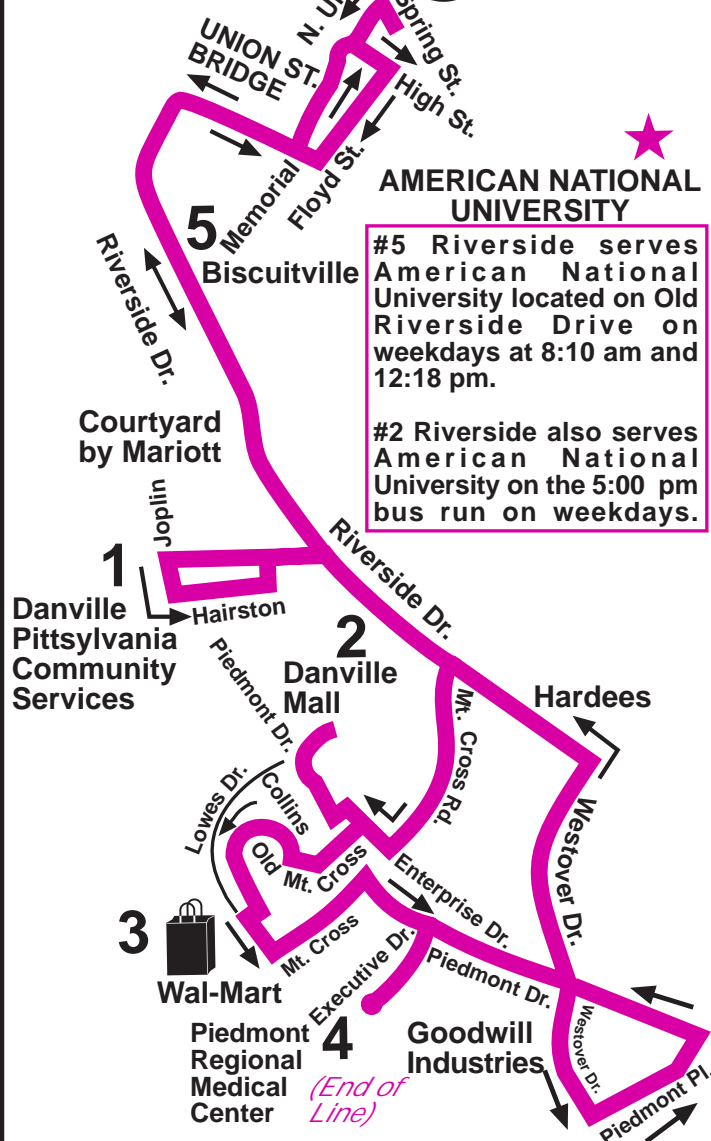 N. U
Spring St.
UNION ST.
BRIDGE
High St.
Memorial
Floyd St.
AMERICAN NATIONAL
UNIVERSITY
#5 Riverside serves
American National
University located on Old
Riverside Drive on
weekdays at 8:10 am and
12:18 pm.
#2 Riverside also serves
American National
University on the 5:00 pm
bus run on weekdays.
5
Biscuitville
Riverside Dr.
Courtyard
by Mariott
Joplin
1
Hairston
Danville
Pittsylvania
Community
Services
Riverside Dr.
2
Danville
Mall
Piedmont Dr.
Mt. Cross Rd.
Hardees
Lowes Dr.
Collins
Old Mt. Cross
Westover Dr.
Enterprise Dr.
3
Wal-Mart
Mt. Cross
Executive Dr.
Piedmont Dr.
4
Piedmont
Regional
Medical
Center
(End of
Line)
Goodwill
Industries
Westover Dr.
Piedmont Pl.